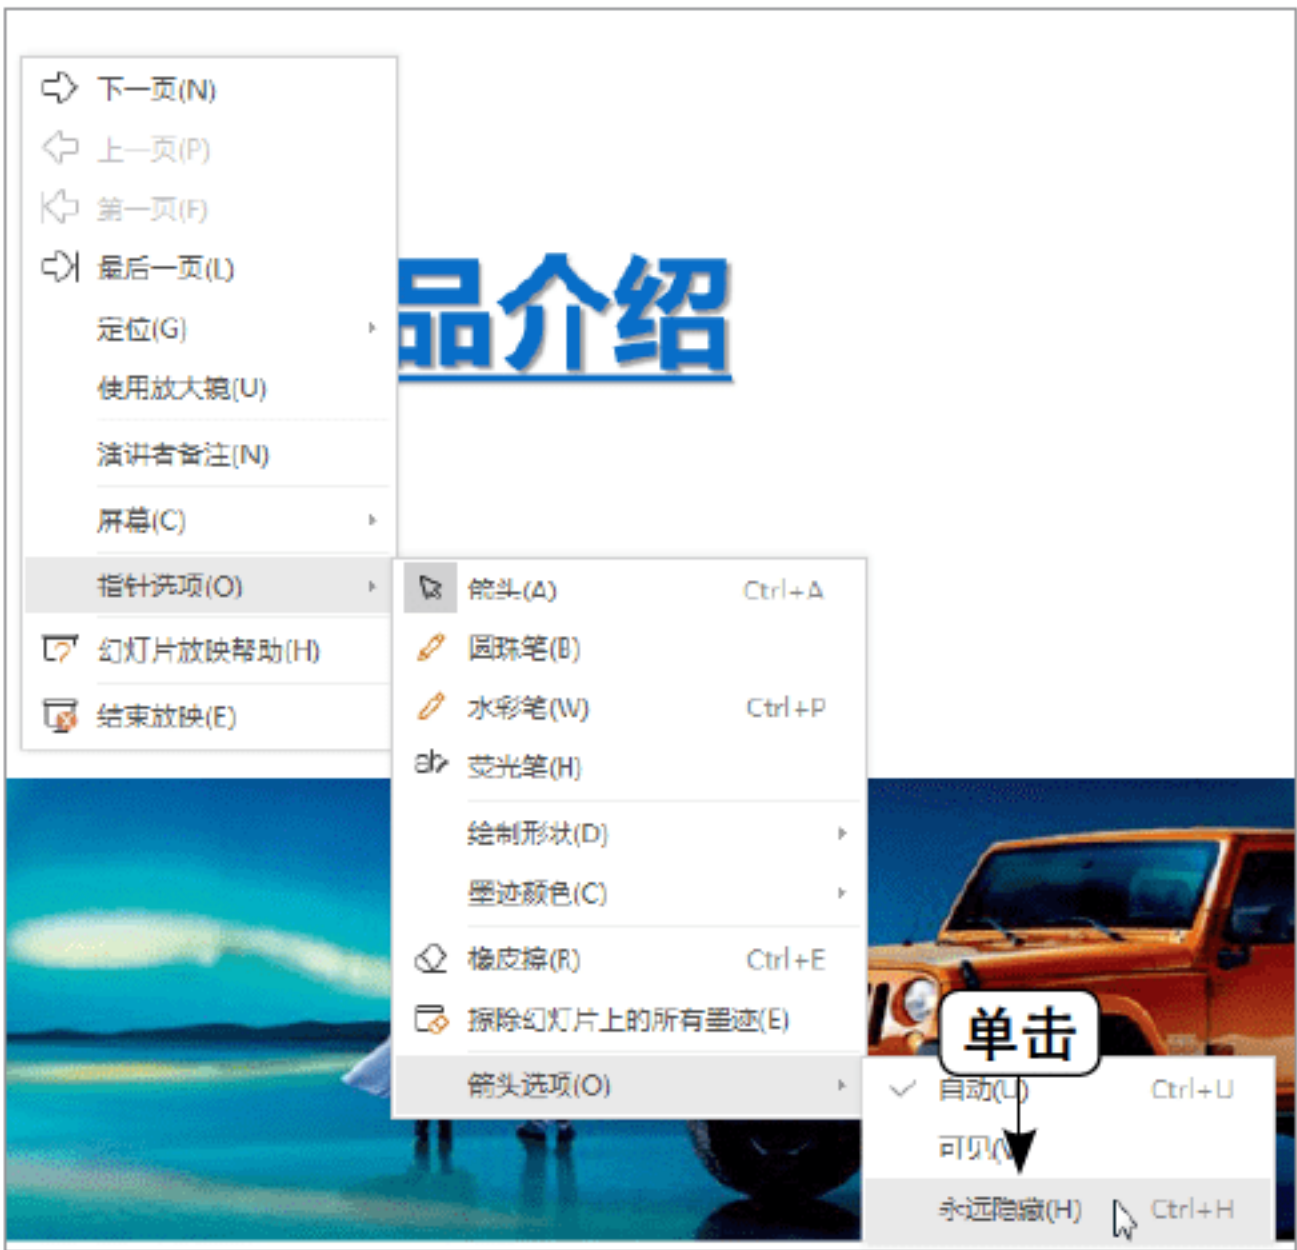 下一页(N)
上一页(P)
第一页(F)
最后一页(L)
定位(G)
使用放大镜(U)
演讲者备注(N)
屏幕(C)
指针选项(O)
幻灯片放映帮助(H)
结束放映(E)
品介绍
箭头(A) Ctrl+A
圆珠笔(B)
水彩笔(W) Ctrl+P
荧光笔(H)
绘制形状(D)
墨迹颜色(C)
橡皮擦(R) Ctrl+E
擦除幻灯片上的所有墨迹(E)
箭头选项(O)
单击
自动(U) Ctrl+U
可见(V
永远隐藏(H) Ctrl+H